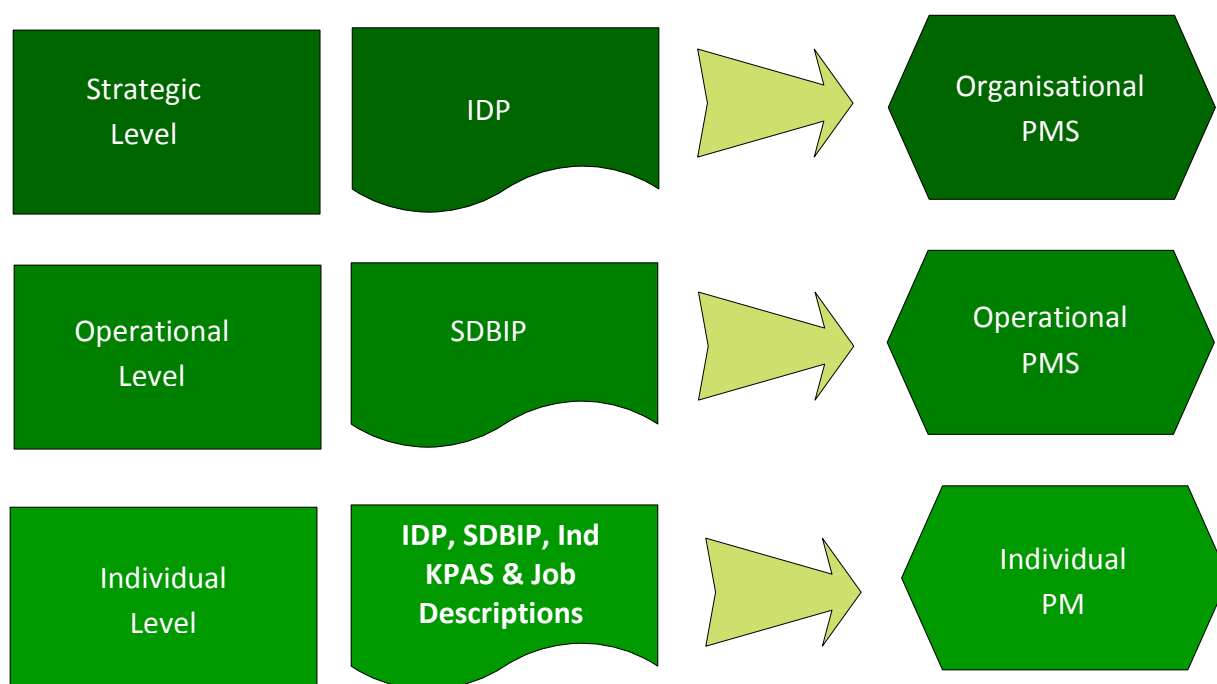 Strategic
Level
IDP
Organisational
PMS
Operational
Level
SDBIP
Operational
PMS
Individual
Level
IDP, SDBIP, Ind
KPAS & Job
Descriptions
Individual
PM